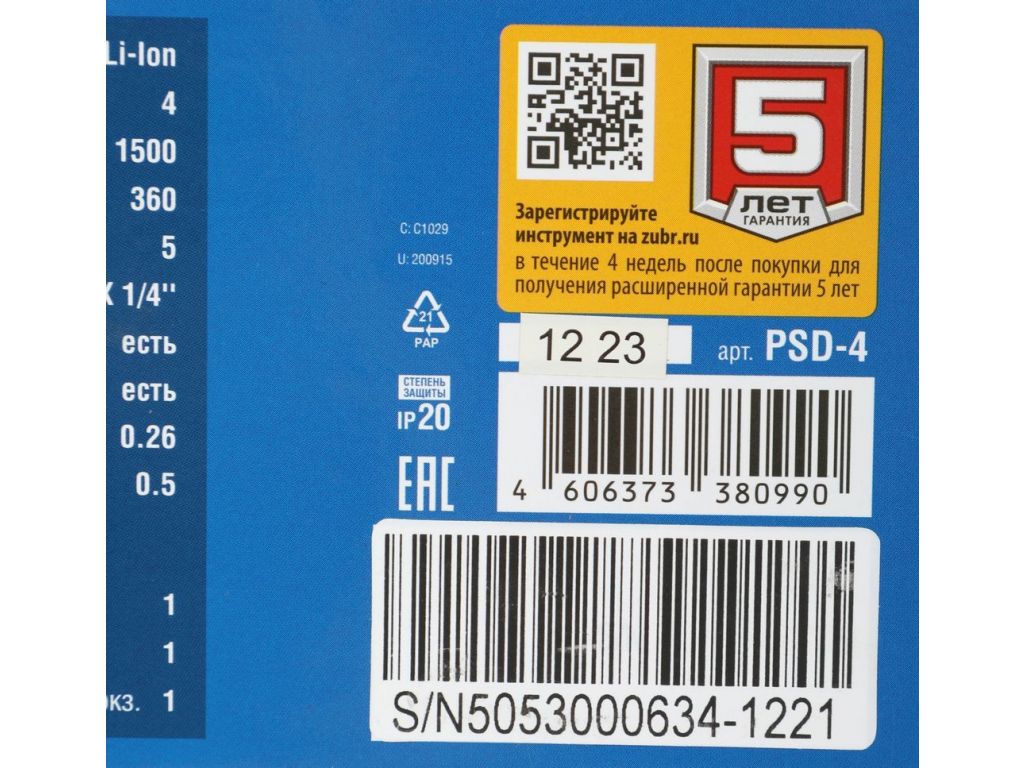 Li-Ion
4
1500
360
5
X 1/4"
есть
есть
0.26
0.5
1
1
экз. 1
C: C1029
U: 200915
21
PAP
СТЕПЕНЬ
ЗАЩИТЫ
IP20
EAC
5
лет
ГАРАНТИЯ
Зарегистрируйте
инструмент на zubr.ru
в течение 4 недель после покупки для
получения расширенной гарантии 5 лет
12 23
арт. PSD-4
4 606373 380990
S/N5053000634-1221